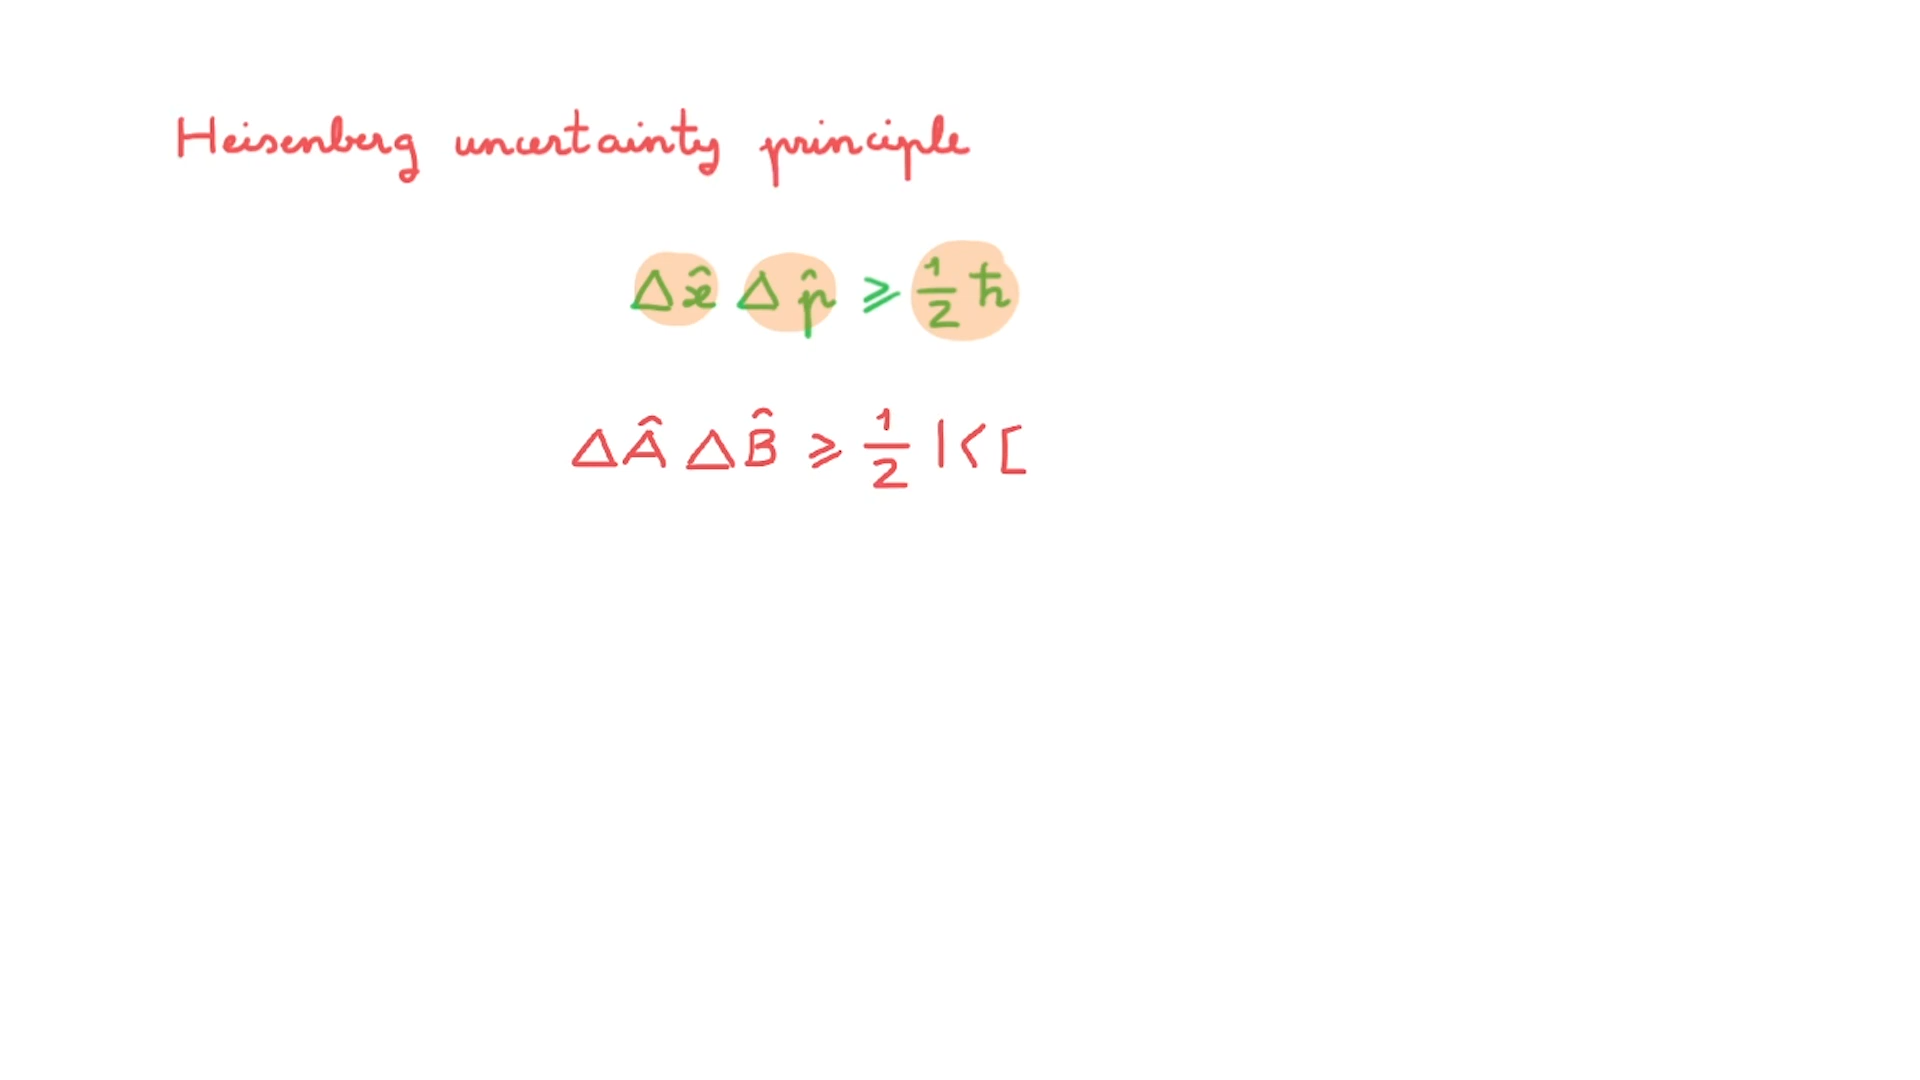 Heisenberg uncertainty principle
Δx̂ Δp̂ ⩾ ½ ħ
ΔÂ ΔB̂ ⩾ ½ |<[